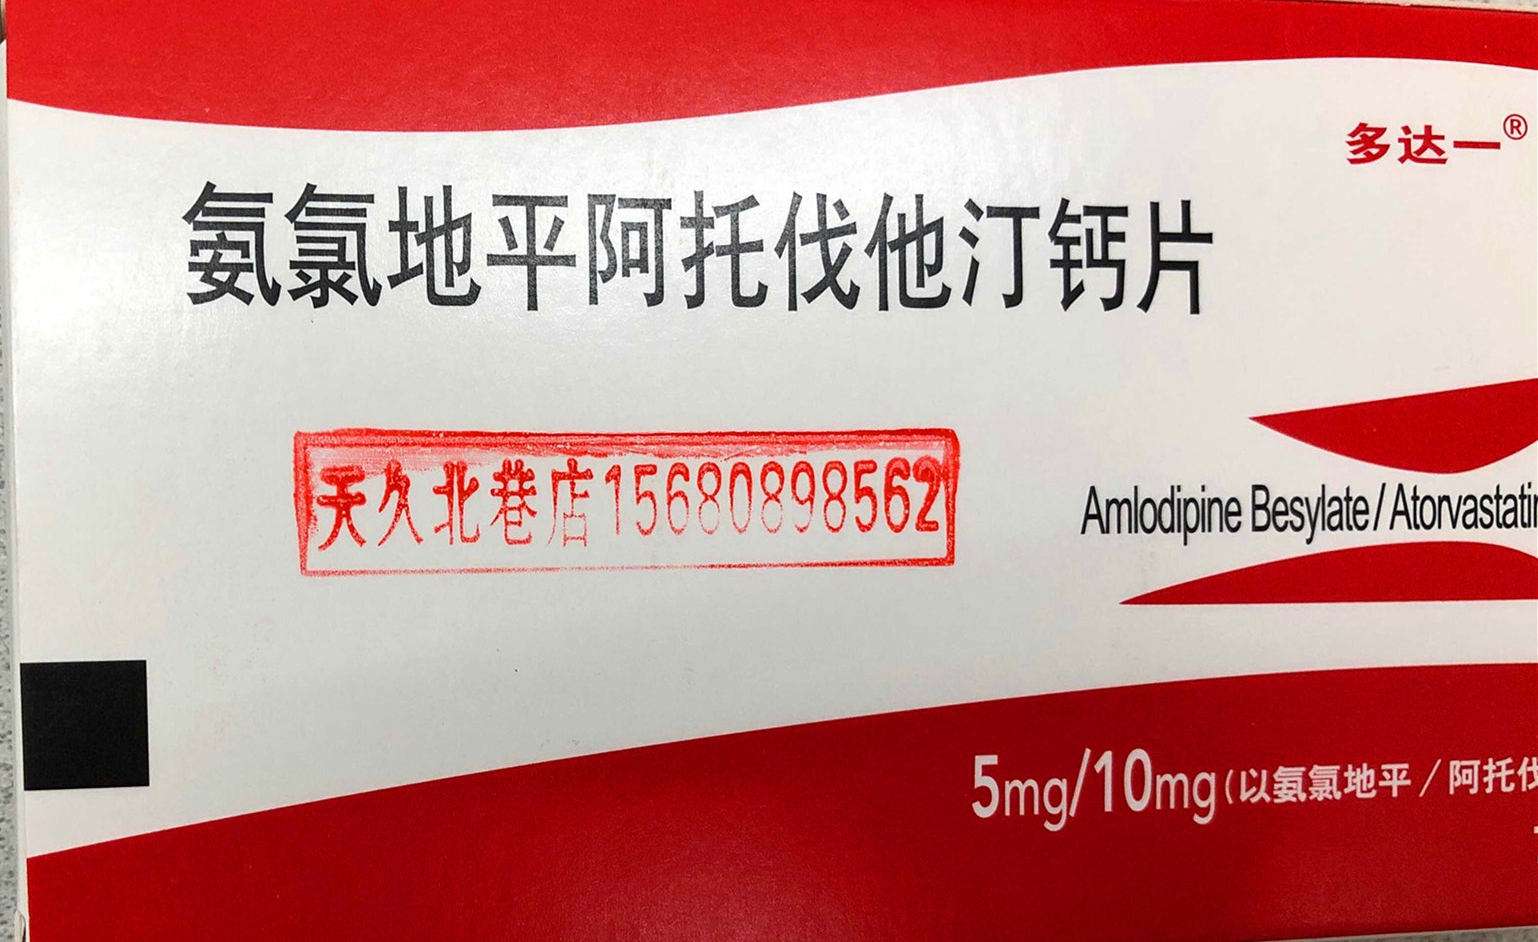 多达一®
氨氯地平阿托伐他汀钙片
天久北巷店15680898562
Amlodipine Besylate/Atorvastatin
5mg/10mg(以氨氯地平/阿托伐